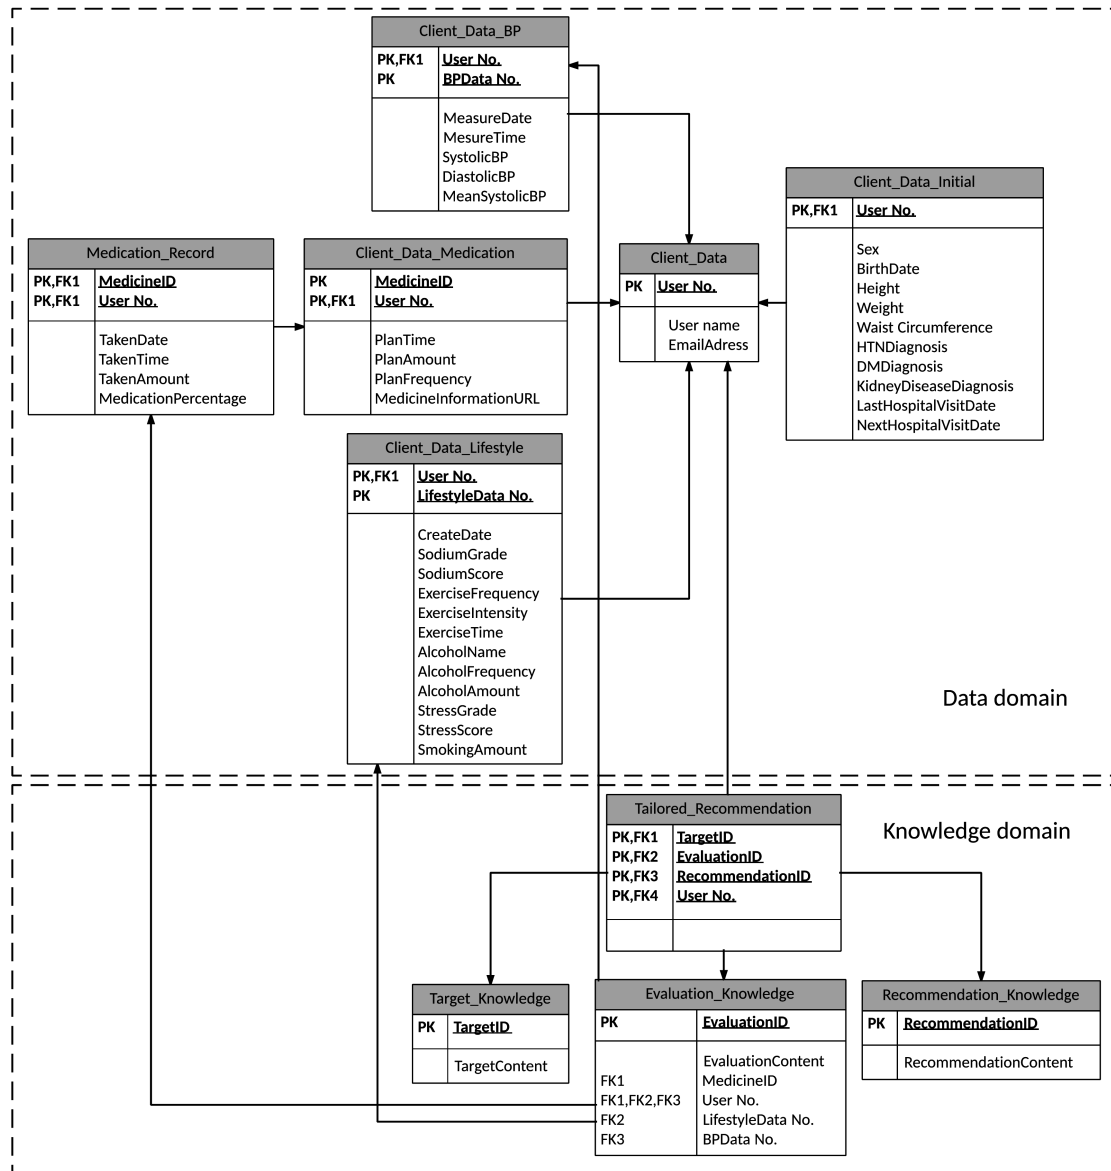 Client_Data_BP
PK,FK1 User No.
PK BPData No.
MeasureDate
MesureTime
SystolicBP
DiastolicBP
MeanSystolicBP
Client_Data_Initial
PK,FK1 User No.
Sex
BirthDate
Height
Weight
Waist Circumference
HTNDiagnosis
DMDiagnosis
KidneyDiseaseDiagnosis
LastHospitalVisitDate
NextHospitalVisitDate
Medication_Record
PK,FK1 MedicineID
PK,FK1 User No.
TakenDate
TakenTime
TakenAmount
MedicationPercentage
Client_Data_Medication
PK MedicineID
PK,FK1 User No.
PlanTime
PlanAmount
PlanFrequency
MedicineInformationURL
Client_Data
PK User No.
User name
EmailAdress
Client_Data_Lifestyle
PK,FK1 User No.
PK LifestyleData No.
CreateDate
SodiumGrade
SodiumScore
ExerciseFrequency
ExerciseIntensity
ExerciseTime
AlcoholName
AlcoholFrequency
AlcoholAmount
StressGrade
StressScore
SmokingAmount
Data domain
Knowledge domain
Tailored_Recommendation
PK,FK1 TargetID
PK,FK2 EvaluationID
PK,FK3 RecommendationID
PK,FK4 User No.
Target_Knowledge
PK TargetID
TargetContent
Evaluation_Knowledge
PK EvaluationID
EvaluationContent
FK1 MedicineID
FK1,FK2,FK3 User No.
FK2 LifestyleData No.
FK3 BPData No.
Recommendation_Knowledge
PK RecommendationID
RecommendationContent